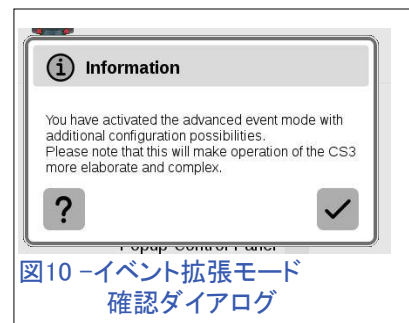 Information
You have activated the advanced event mode with
additional configuration possibilities.
Please note that this will make operation of the CS3
more elaborate and complex.
?
Popup Control Panel
図10 −イベント拡張モード
確認ダイアログ